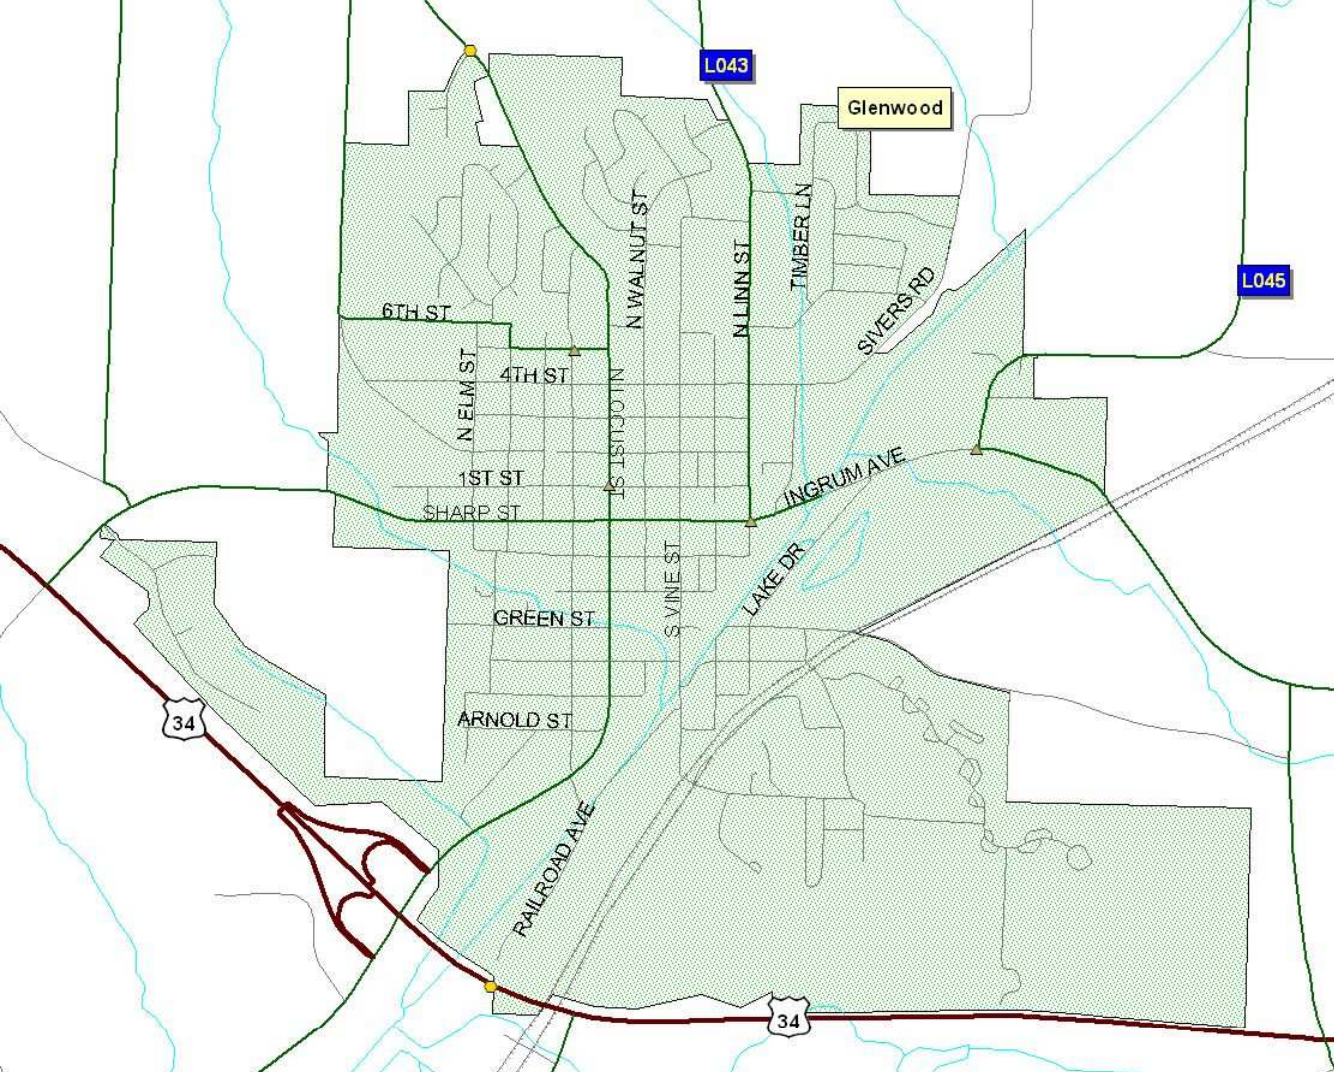 L043
Glenwood
N WALNUT ST
TIMBER LN
N LINN ST
SIVERS RD
L045
6TH ST
4TH ST
N ELM ST
N LOCUST ST
1ST ST
INGRUM AVE
SHARP ST
S VINE ST
LAKE DR
GREEN ST
34
ARNOLD ST
RAILROAD AVE
34